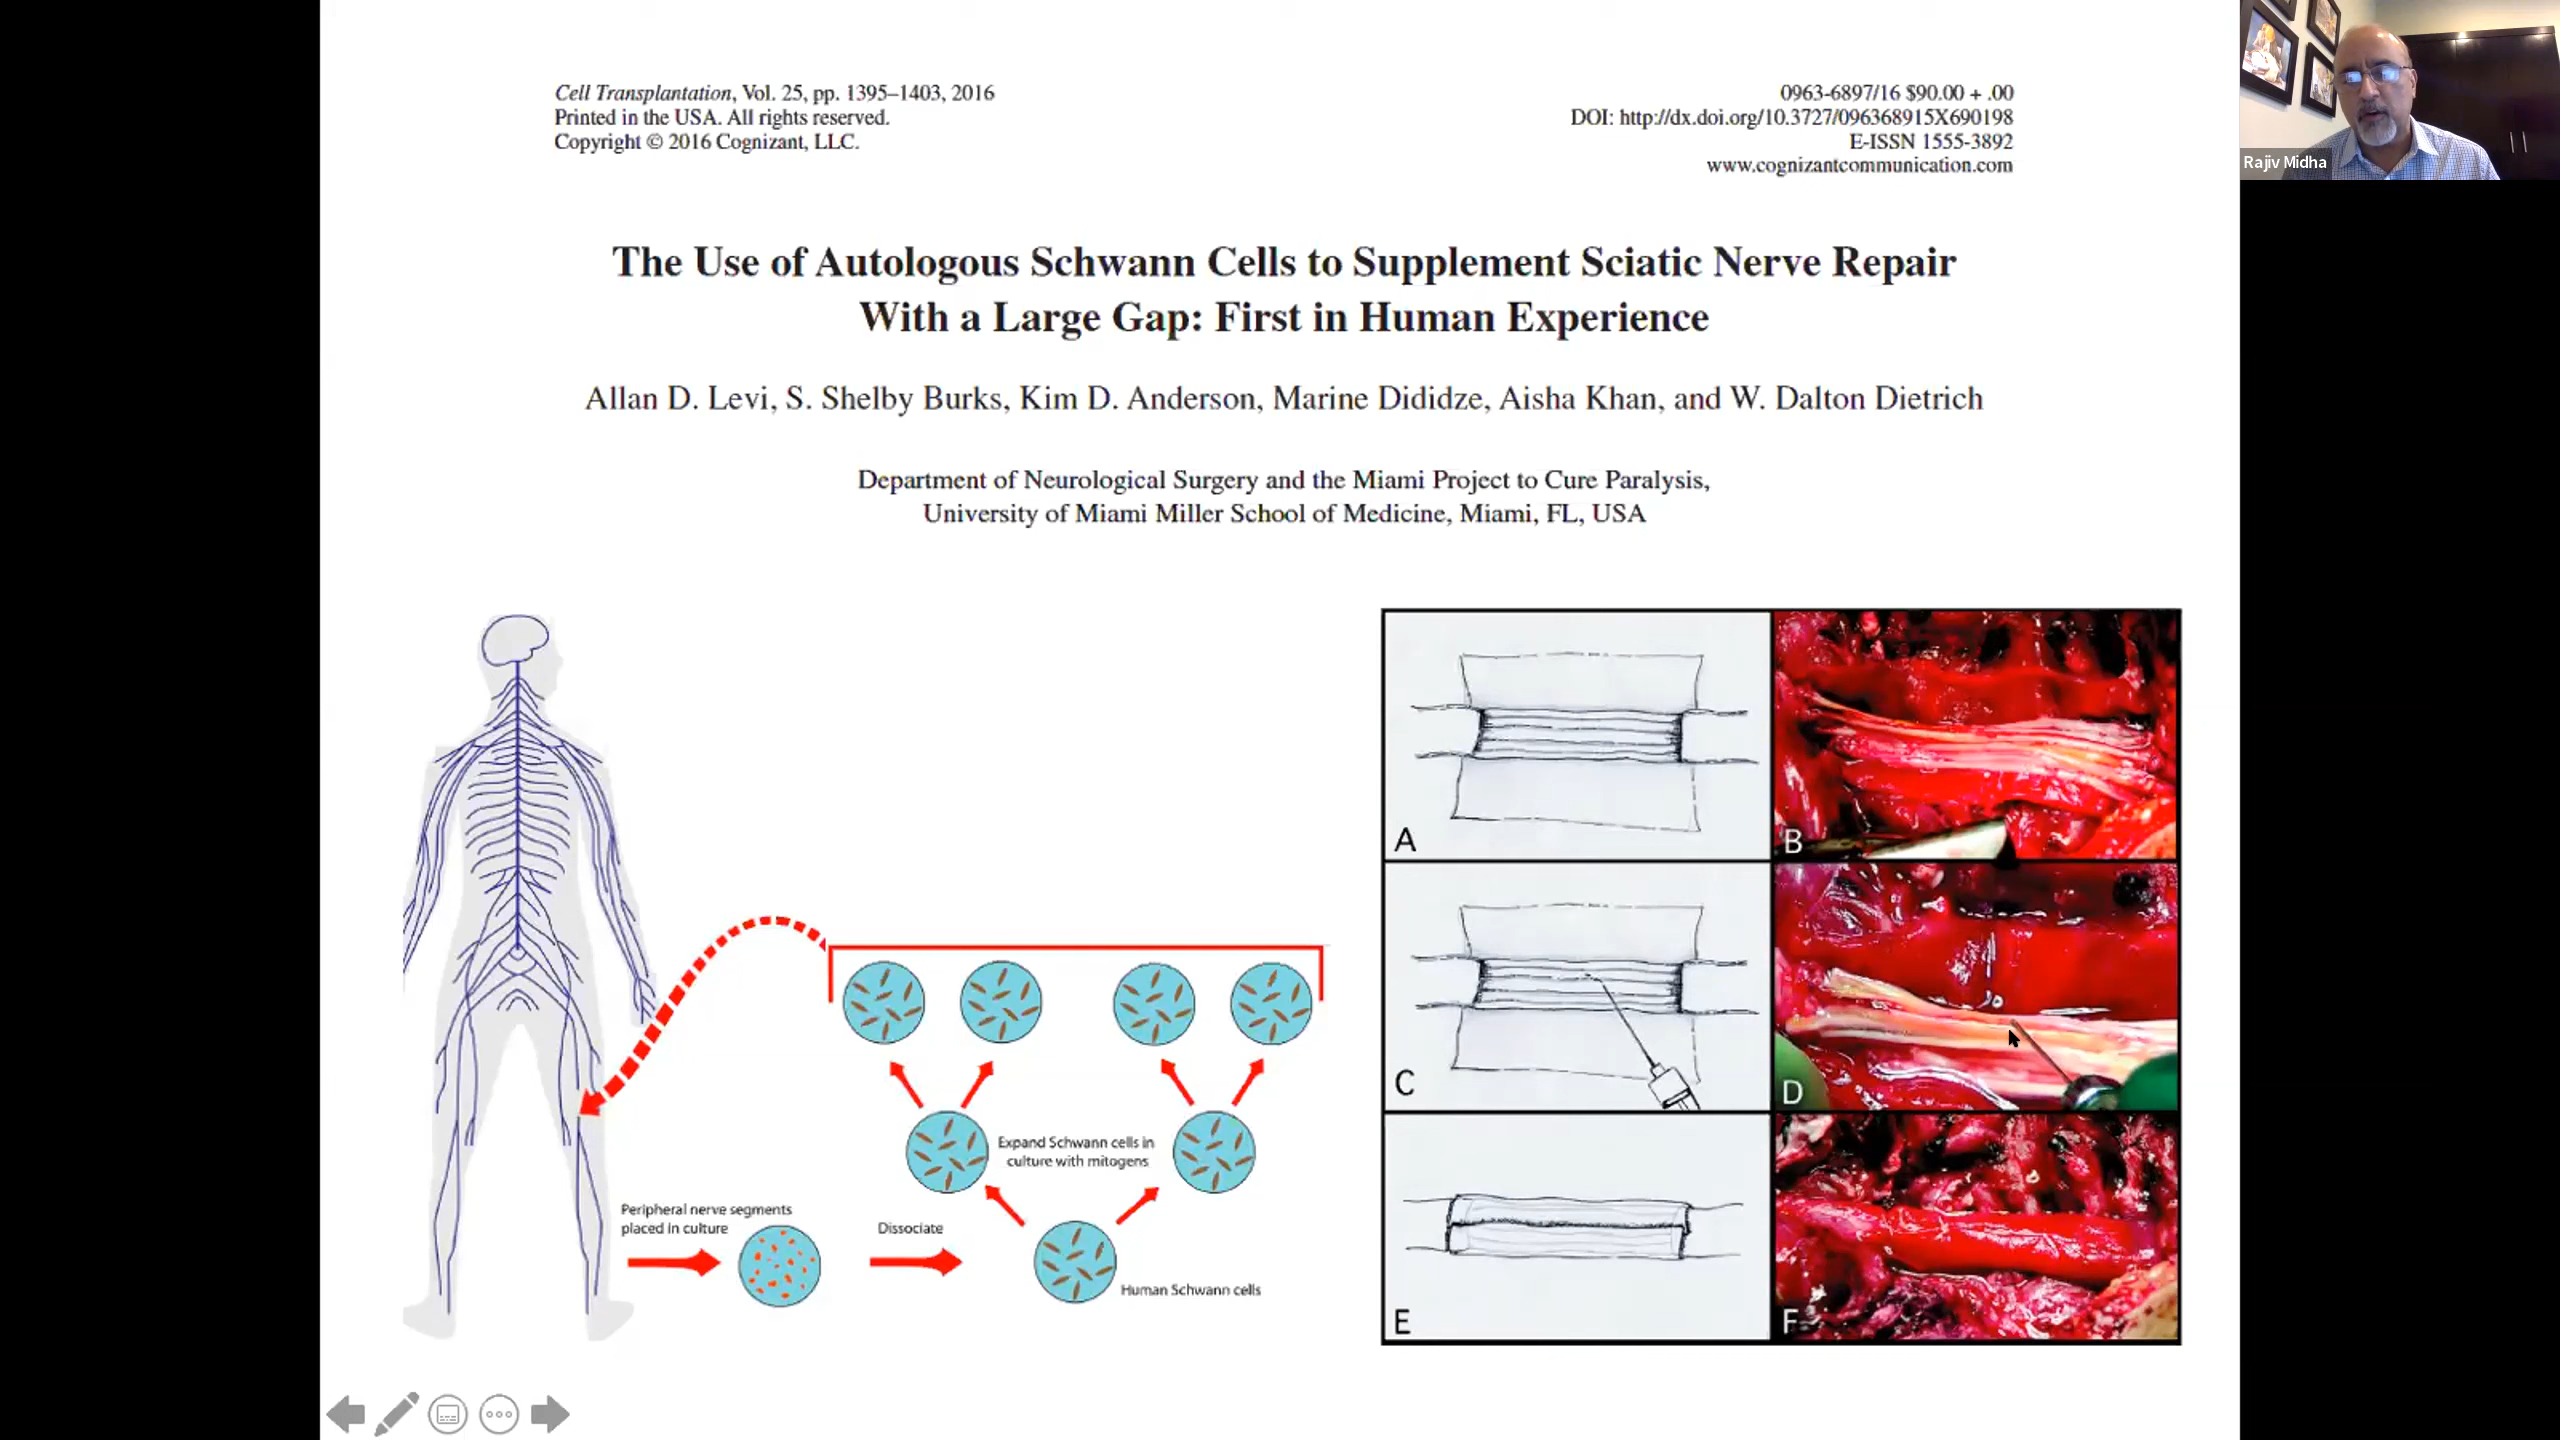 Cell Transplantation, Vol. 25, pp. 1395–1403, 2016
Printed in the USA. All rights reserved.
Copyright © 2016 Cognizant, LLC.
0963-6897/16 $90.00 + .00
DOI: http://dx.doi.org/10.3727/096368915X690198
E-ISSN 1555-3892
www.cognizantcommunication.com
Rajiv Midha
The Use of Autologous Schwann Cells to Supplement Sciatic Nerve Repair
With a Large Gap: First in Human Experience
Allan D. Levi, S. Shelby Burks, Kim D. Anderson, Marine Dididze, Aisha Khan, and W. Dalton Dietrich
Department of Neurological Surgery and the Miami Project to Cure Paralysis,
University of Miami Miller School of Medicine, Miami, FL, USA
Peripheral nerve segments
placed in culture
Dissociate
Expand Schwann cells in
culture with mitogens
Human Schwann cells
A
B
C
D
E
F